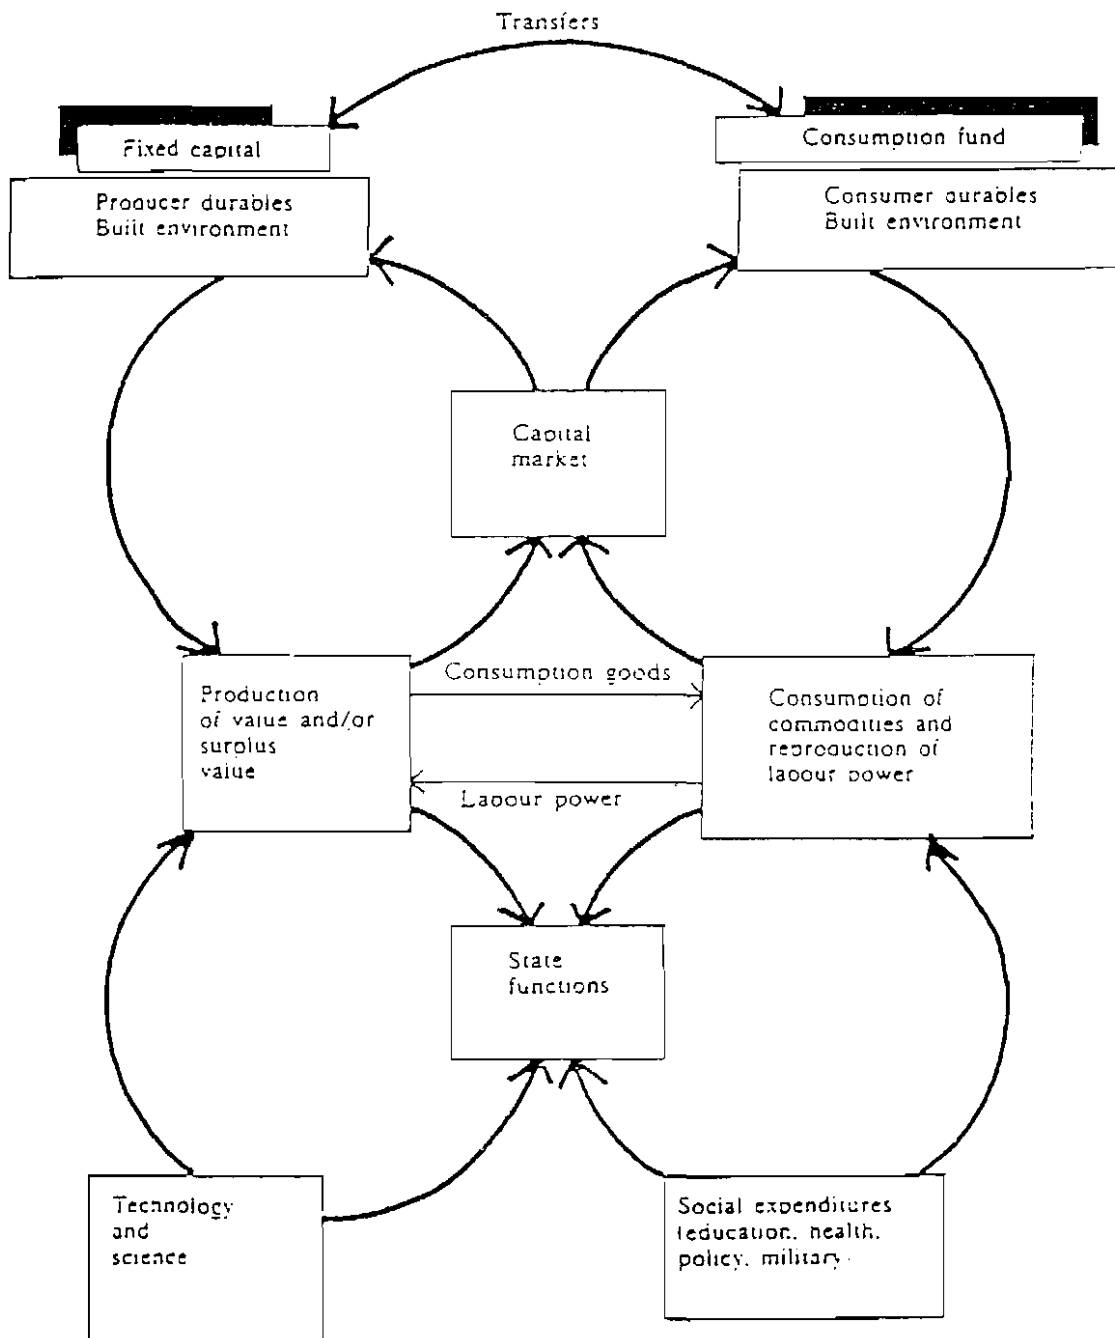 Transfers
Fixed capital
Consumption fund
Producer durables
Built environment
Consumer durables
Built environment
Capital
market
Consumption goods
Production
of value and/or
surplus
value
Consumption of
commodities and
reproduction of
labour power
Labour power
State
functions
Technology
and
science
Social expenditures
(education, health,
policy, military